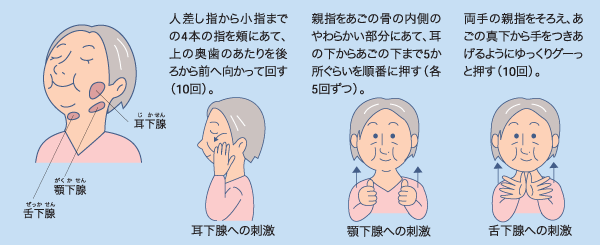 人差し指から小指まで
の4本の指を頬にあて、
上の奥歯のあたりを後
ろから前へ向かって回す
（10回）。
親指をあごの骨の内側の
やわらかい部分にあて、耳
の下からあごの下まで5か
所ぐらいを順番に押す（各
5回ずつ）。
両手の親指をそろえ、あ
ごの真下から手をつきあ
げるようにゆっくりグーっ
と押す（10回）。
じ か せん
耳下腺
がく か せん
顎下腺
ぜっ か せん
舌下腺
耳下腺への刺激
顎下腺への刺激
舌下腺への刺激